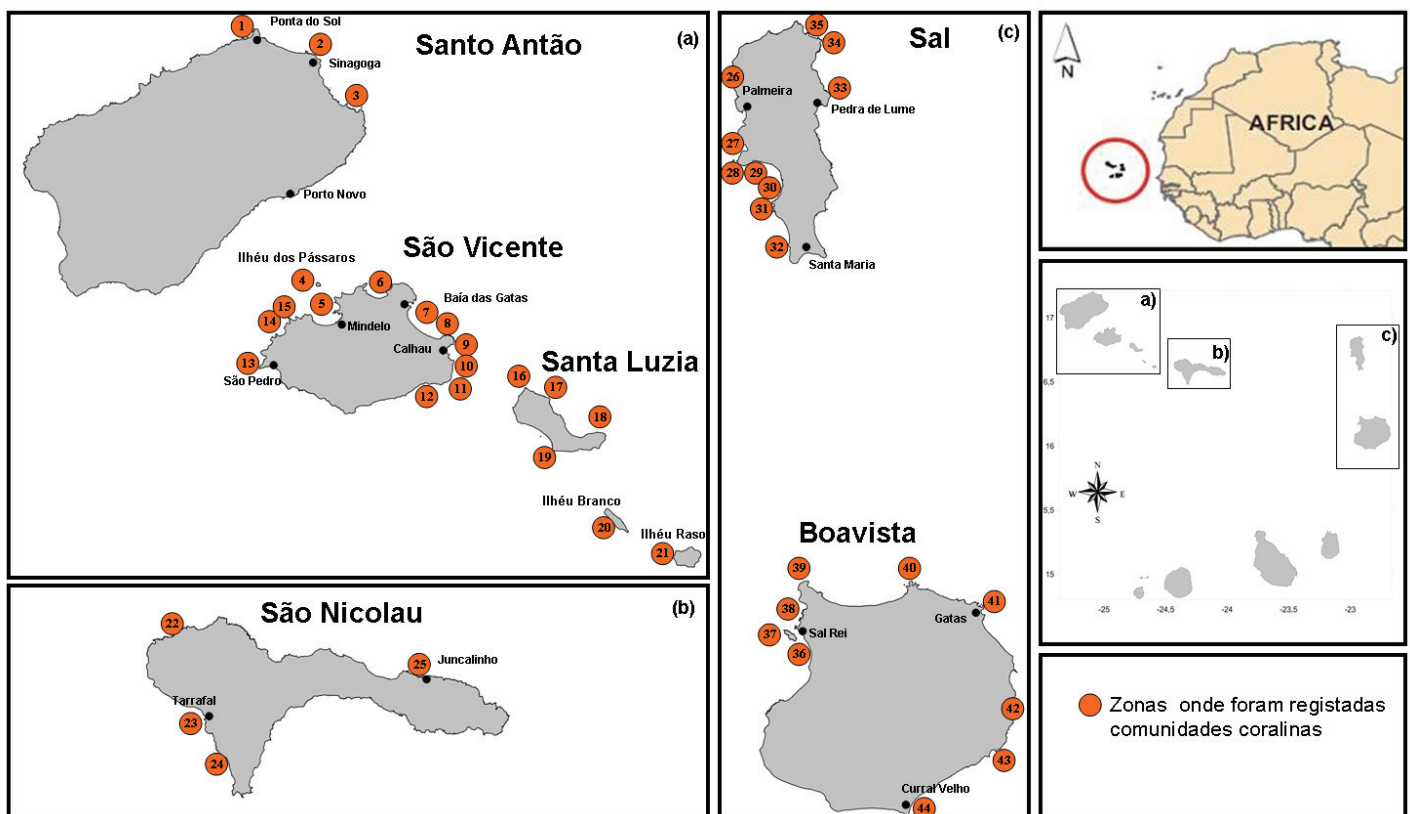 Santo Antão
(a)
1
Ponta do Sol
2
Sinagoga
3
Porto Novo
São Vicente
Ilhéu dos Pássaros
4
5
6
Baía das Gatas
7
8
15
14
Mindelo
9
Calhau
10
13
São Pedro
11
12
Santa Luzia
16
17
18
19
Ilhéu Branco
20
Ilhéu Raso
21
São Nicolau
(b)
22
25
Juncalinho
Tarrafal
23
24
Sal
(c)
35
34
26
Palmeira
33
Pedra de Lume
27
28
29
30
31
32
Santa Maria
Boavista
39
40
41
38
Gatas
37
Sal Rei
36
42
43
Curral Velho
44
N
AFRICA
a)
b)
c)
17
16,5
16
15,5
15
N
W
E
S
-25
-24,5
-24
-23,5
-23
Zonas onde foram registadas
comunidades coralinas